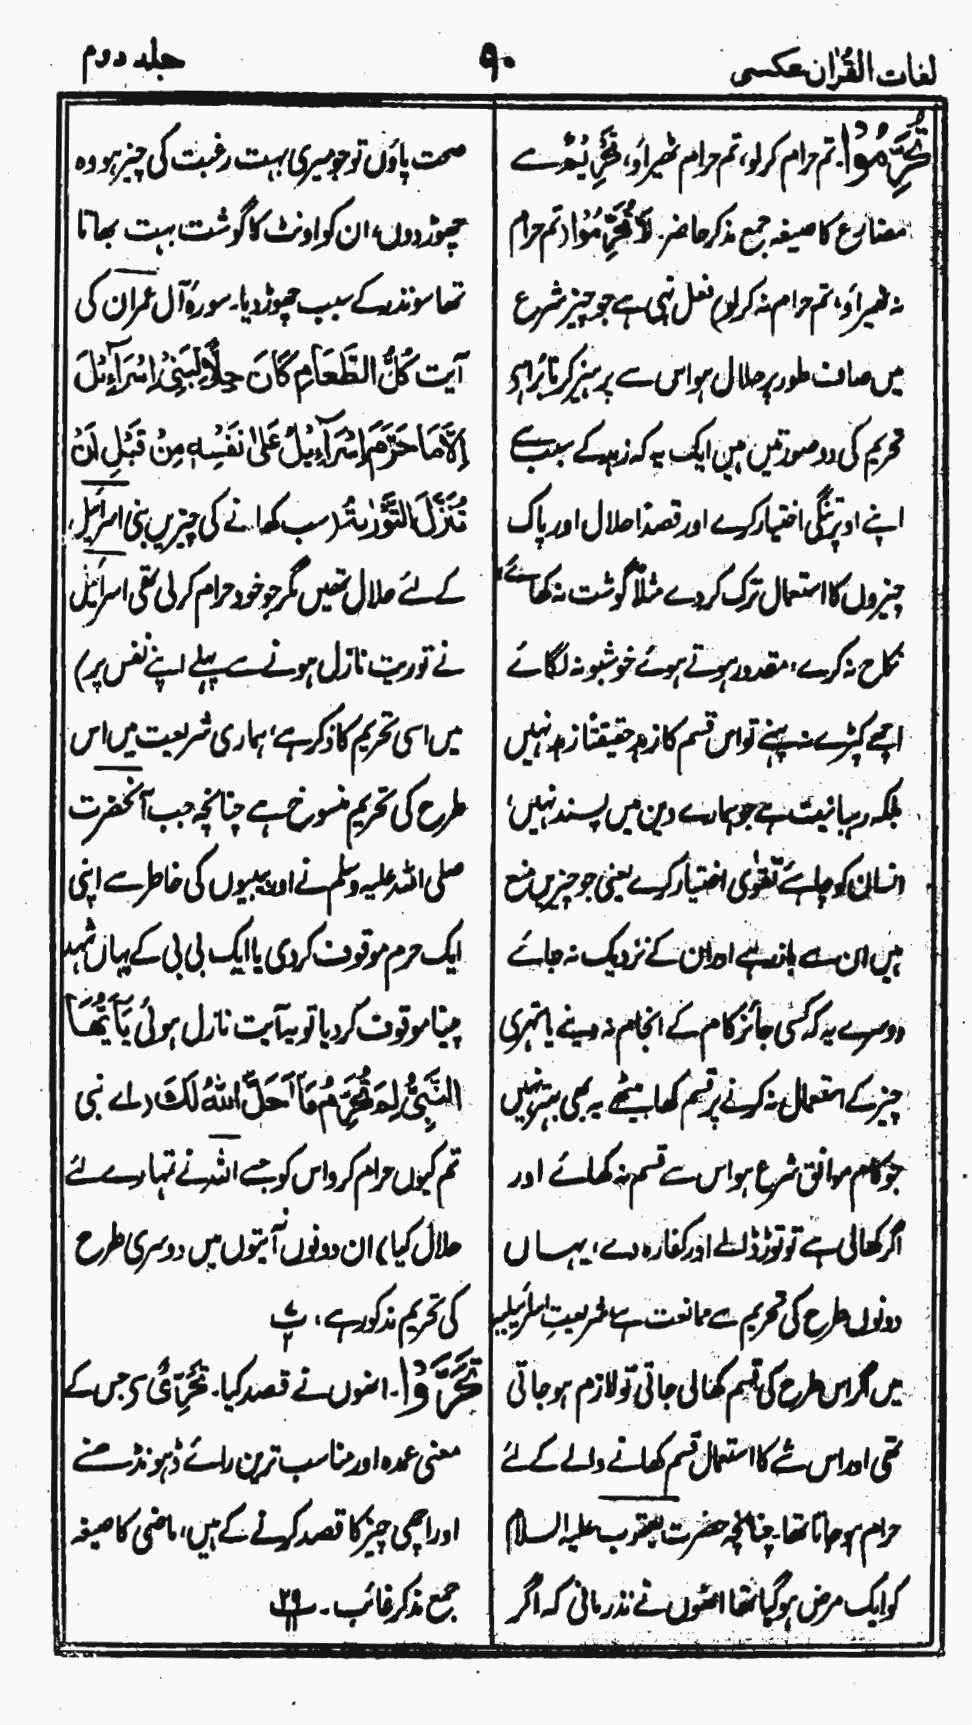 لغات القرآن عکسی
۹۰
جلد دوم
تُحَرِّمُوْا۔ تم حرام کرلو، تم حرام ٹھیراؤ، تَحْرِیْمٌ سے
مضارع کا صیغہ جمع مذکر حاضر۔ لَا تُحَرِّمُوْا (تم حرام
نہ ٹھیراؤ، تم حرام نہ کرلو) فعل نہی ہے جو چیز شرع
میں صاف طور پر حلال ہو اس سے پرہیز کرنا بُرا ہے
تحریم کی دو صورتیں ہیں ایک یہ کہ زہد کے سبب سے
اپنے اوپر تنگی اختیار کرے اور قصداً حلال اور پاک
چیزوں کا استعمال ترک کردے مثلاً گوشت نہ کھائے،
نکاح نہ کرے، مقدور ہوتے ہوئے خوشبو نہ لگائے
اچھے کپڑے نہ پہنے تو اس قسم کا زہد حقیقتاً زہد نہیں
بلکہ رہبانیت ہے جو ہمارے دین میں پسند نہیں،
انسان کو چاہئے تقوٰی اختیار کرے یعنی جو چیزیں منع
ہیں ان سے باز رہے اور ان کے نزدیک نہ جائے
دوسرے یہ کہ کسی جائز کام کے انجام نہ دینے یا ستھری
چیز کے استعمال نہ کرنے پر قسم کھا بیٹھے یہ بھی بہتر نہیں
جو کام موافق شرع ہو اس سے قسم نہ کھائے اور
اگر کھالی ہے تو توڑ ڈالے اور کفارہ دے، یہاں
دونوں طرح کی تحریم سے ممانعت ہے شریعتِ اسرائیلیہ
میں اگر اس طرح کی قسم کھالی جاتی تو لازم ہو جاتی
تھی اور اس شے کا استعمال قسم کھانے والے کے لئے
حرام ہو جاتا تھا۔ چنانچہ حضرت یعقوب علیہ السلام
کو ایک مرض ہو گیا تھا انھوں نے نذر مانی کہ اگر
صحت پاؤں تو جو میری بہت رغبت کی چیز ہو وہ
چھوڑ دوں، ان کو اونٹ کا گوشت بہت بھاتا
تھا سو نذر کے سبب چھوڑ دیا۔ سورۂ آل عمران کی
آیت كُلُّ الطَّعَامِ كَانَ حِلًّا لِّبَنِیْٓ اِسْرَآءِیْلَ
اِلَّا مَا حَرَّمَ اِسْرَآءِیْلُ عَلٰی نَفْسِهٖ مِنْ قَبْلِ اَنْ
تُنَزَّلَ التَّوْرٰىةُ (سب کھانے کی چیزیں بنی اسرائیل
کے لئے حلال تھیں مگر جو خود حرام کرلی تھی اسرائیل
نے توریت نازل ہونے سے پہلے اپنے نفس پر)
میں اسی تحریم کا ذکر ہے، ہماری شریعت میں اس
طرح کی تحریم منسوخ ہے چنانچہ جب آنحضرت
صلی اللہ علیہ وسلم نے اور بیبیوں کی خاطر سے اپنی
ایک حرم موقوف کردی یا ایک بی بی کے یہاں شہد
پینا موقوف کردیا تو یہ آیت نازل ہوئی یٰۤاَیُّهَا
النَّبِیُّ لِمَ تُحَرِّمُ مَاۤ اَحَلَّ اللّٰهُ لَكَ (اے نبی
تم کیوں حرام کرو اس کو جسے اللہ نے تمہارے لئے
حلال کیا) ان دونوں آیتوں میں دوسری طرح
کی تحریم مذکور ہے، پ۷ ۲
تَحَرَّوْا۔ انھوں نے قصد کیا۔ تَحَرِّیٌ سے جس کے
معنی عمدہ اور مناسب ترین رائے ڈھونڈھنے
اور اچھی چیز کا قصد کرنے کے ہیں، ماضی کا صیغہ
جمع مذکر غائب۔ پ۲۹ ۱۱